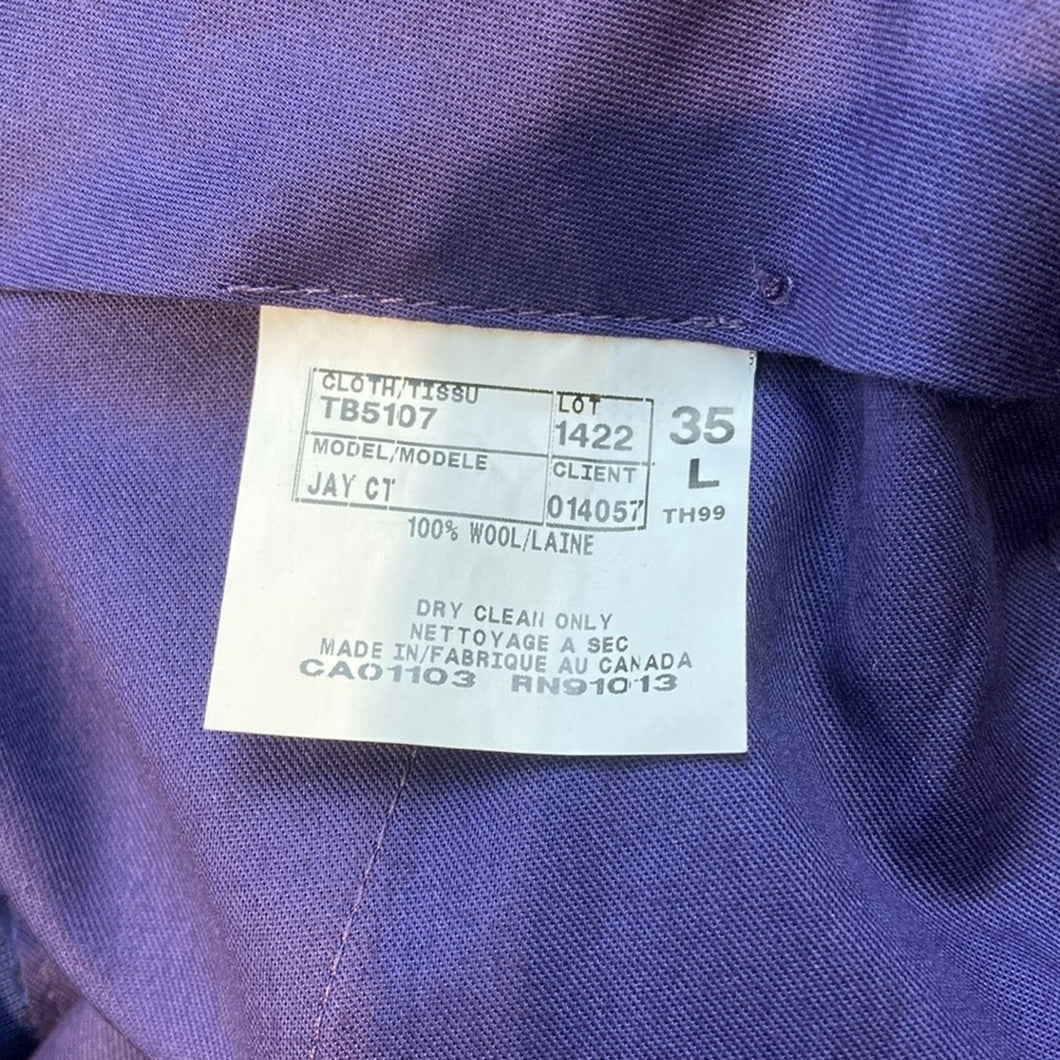 CLOTH/TISSU LOT
TB5107 1422 35
MODEL/MODELE CLIENT L
JAY CT 014057 TH99
100% WOOL/LAINE
DRY CLEAN ONLY
NETTOYAGE A SEC
MADE IN/FABRIQUE AU CANADA
CA01103 RN91013